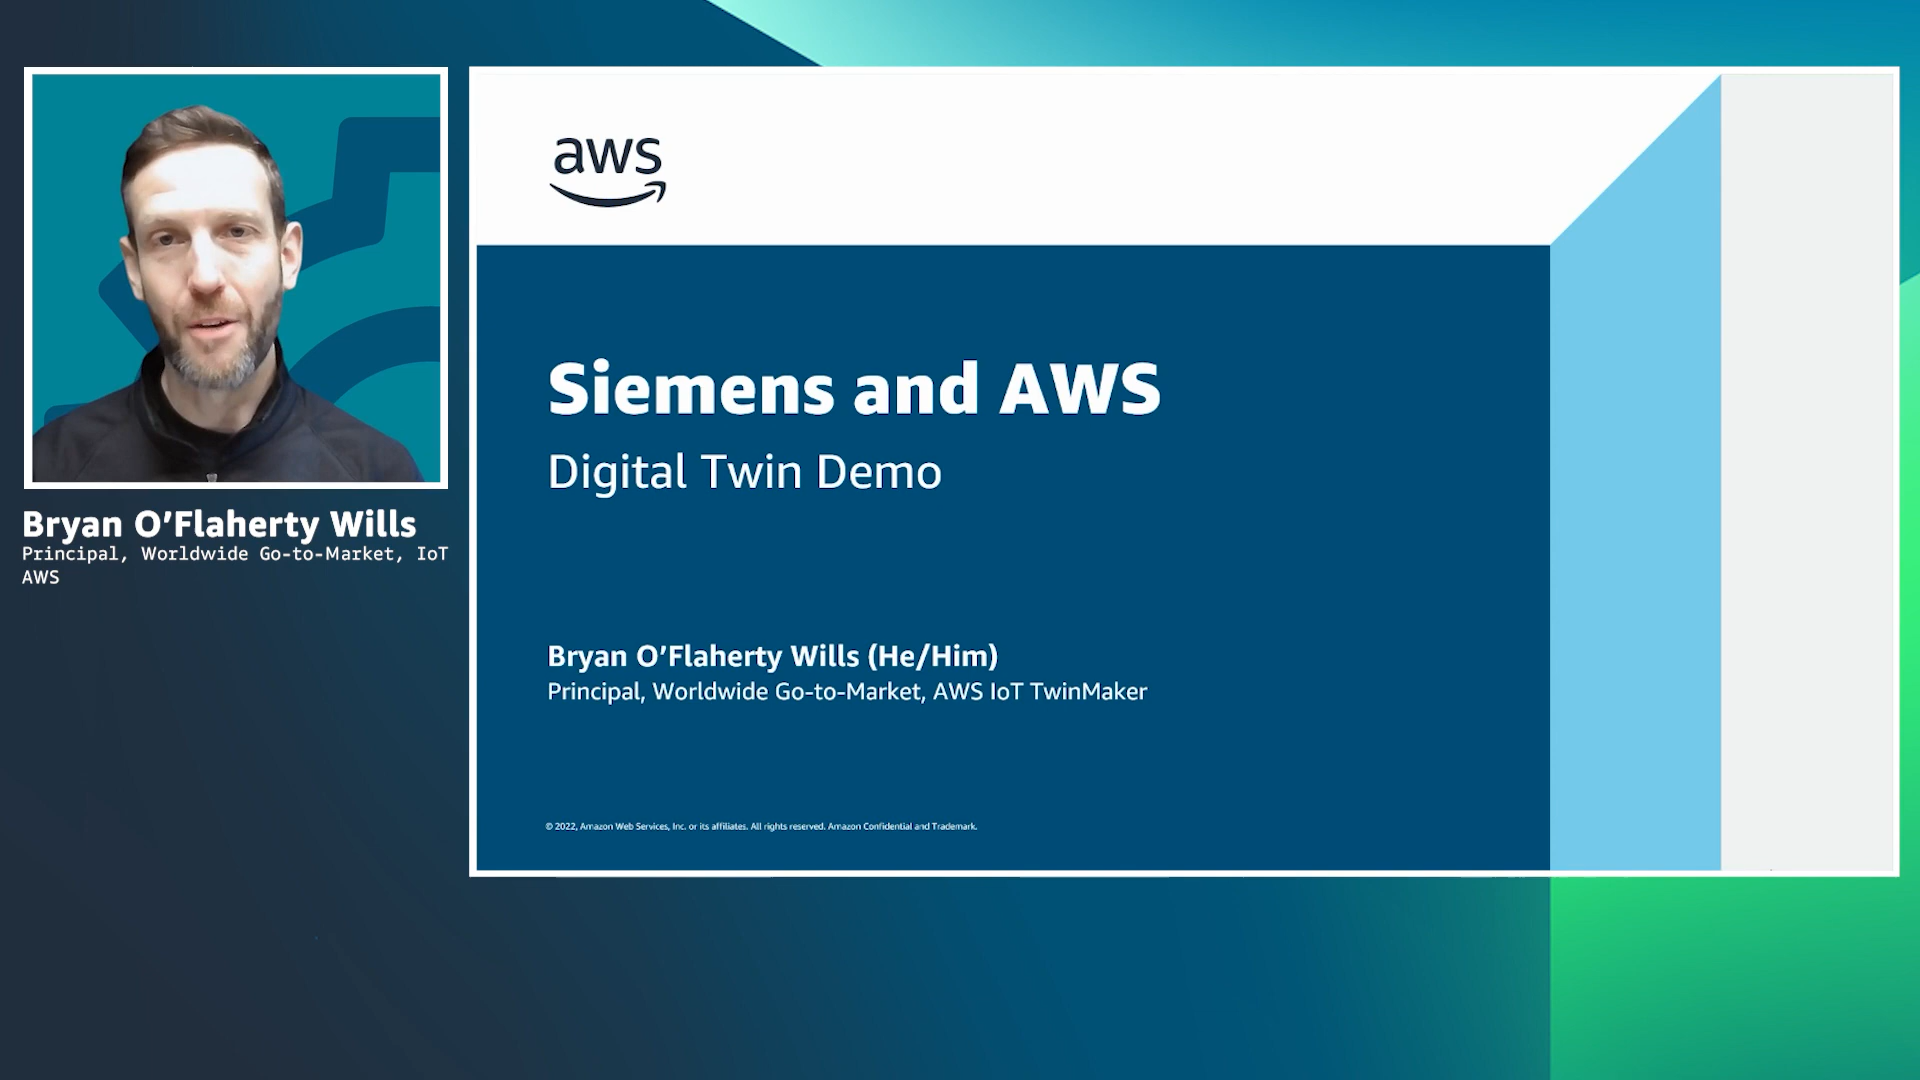 Bryan O’Flaherty Wills
Principal, Worldwide Go-to-Market, IoT
AWS
aws
Siemens and AWS
Digital Twin Demo
Bryan O’Flaherty Wills (He/Him)
Principal, Worldwide Go-to-Market, AWS IoT TwinMaker
© 2022, Amazon Web Services, Inc. or its affiliates. All rights reserved. Amazon Confidential and Trademark.